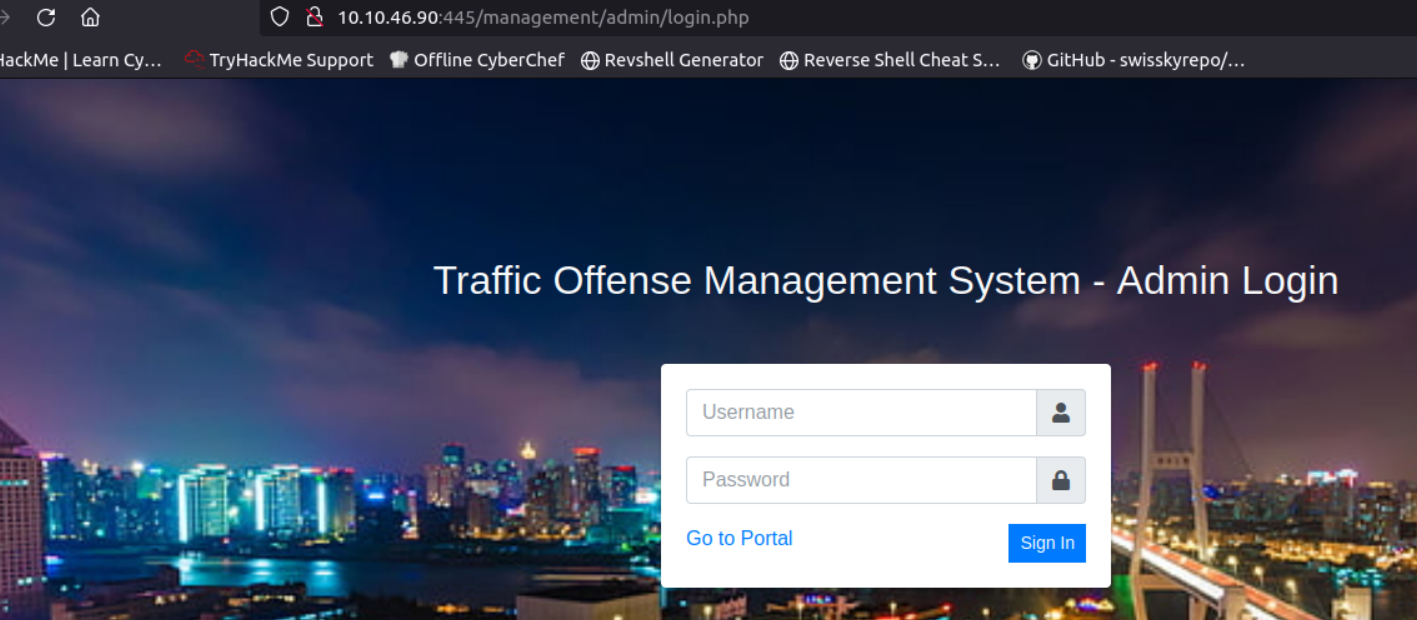 10.10.46.90:445/management/admin/login.php
HackMe | Learn Cy... TryHackMe Support Offline CyberChef Revshell Generator Reverse Shell Cheat S... GitHub - swisskyrepo/...
Traffic Offense Management System - Admin Login
Username
Password
Go to Portal Sign In